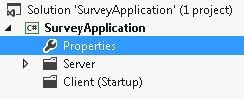 Solution 'SurveyApplication' (1 project)
C# SurveyApplication
Properties
Server
Client (Startup)